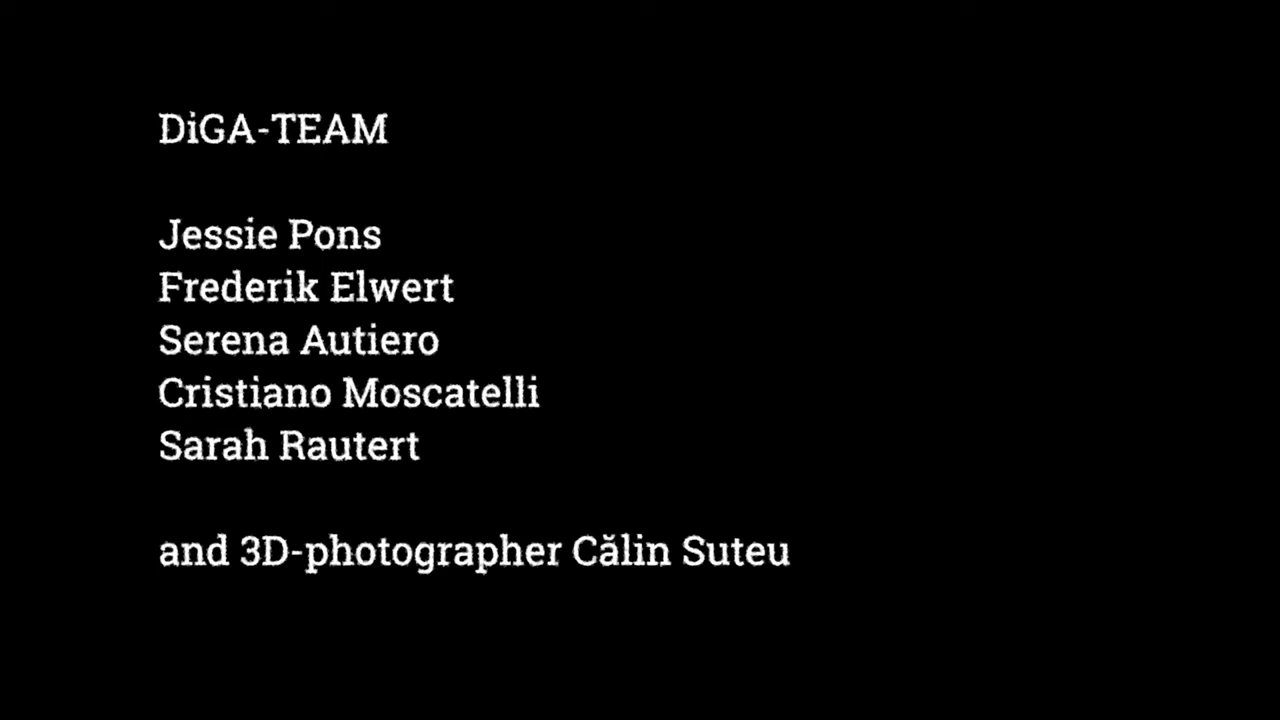 DiGA-TEAM
Jessie Pons
Frederik Elwert
Serena Autiero
Cristiano Moscatelli
Sarah Rautert
and 3D-photographer Călin Suteu